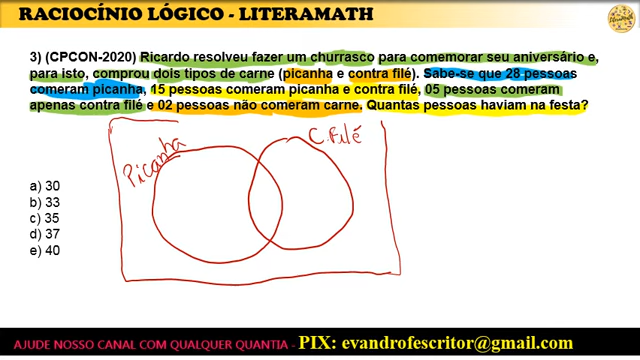 RACIOCÍNIO LÓGICO - LITERAMATH
3) (CPCON-2020) Ricardo resolveu fazer um churrasco para comemorar seu aniversário e,
para isto, comprou dois tipos de carne (picanha e contra filé). Sabe-se que 28 pessoas
comeram picanha, 15 pessoas comeram picanha e contra filé, 05 pessoas comeram
apenas contra filé e 02 pessoas não comeram carne. Quantas pessoas haviam na festa?
Picanha
C.Filé
a) 30
b) 33
c) 35
d) 37
e) 40
AJUDE NOSSO CANAL COM QUALQUER QUANTIA - PIX: evandrofescritor@gmail.com